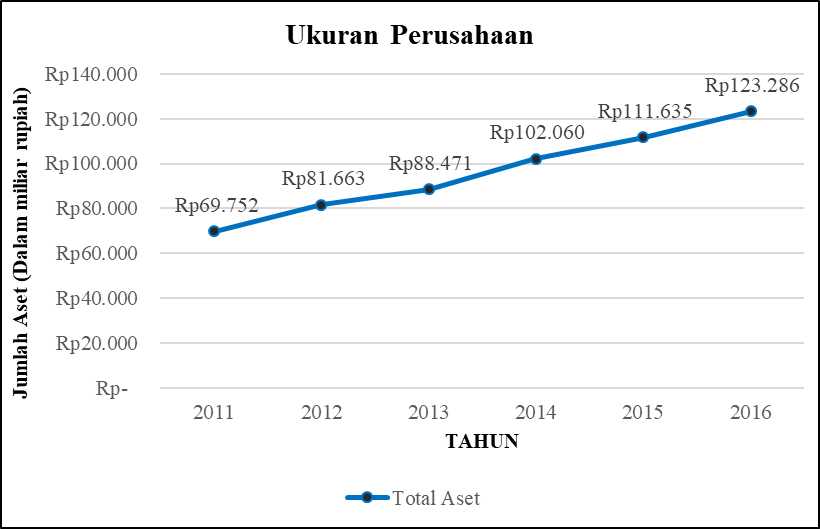 Ukuran Perusahaan
Jumlah Aset (Dalam miliar rupiah)
Rp140.000
Rp120.000
Rp100.000
Rp80.000
Rp60.000
Rp40.000
Rp20.000
Rp-
Rp69.752
Rp81.663
Rp88.471
Rp102.060
Rp111.635
Rp123.286
2011 2012 2013 2014 2015 2016
TAHUN
Total Aset